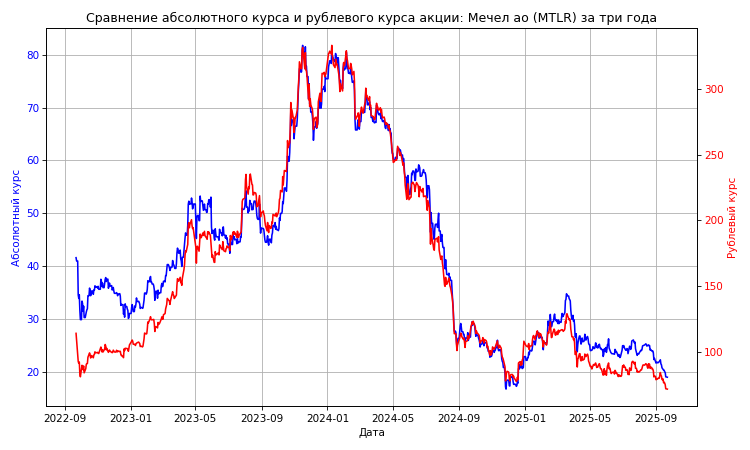 Сравнение абсолютного курса и рублевого курса акции: Мечел ао (MTLR) за три года
Абсолютный курс
80
70
60
50
40
30
20
300
250
200
150
100
Рублевый курс
2022-09 2023-01 2023-05 2023-09 2024-01 2024-05 2024-09 2025-01 2025-05 2025-09
Дата